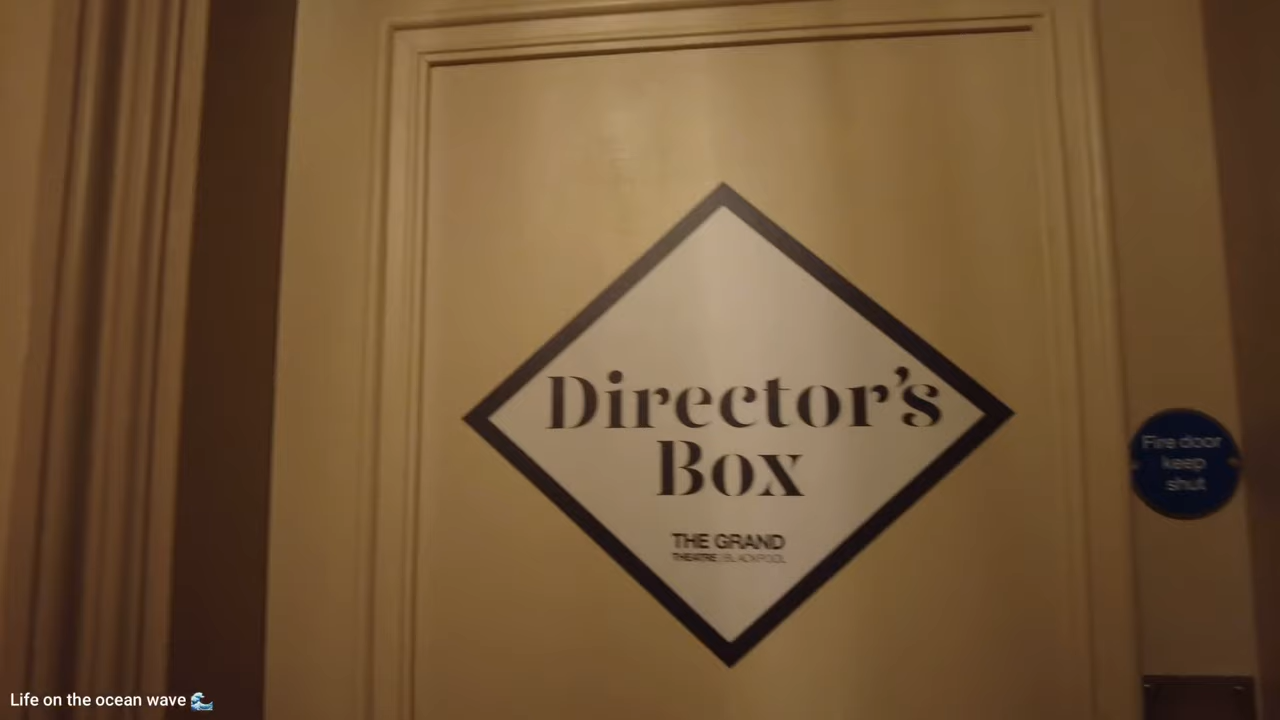 Director's
Box
THE GRAND
THEATRE | BLACKPOOL
Fire door
keep
shut
Life on the ocean wave 🌊